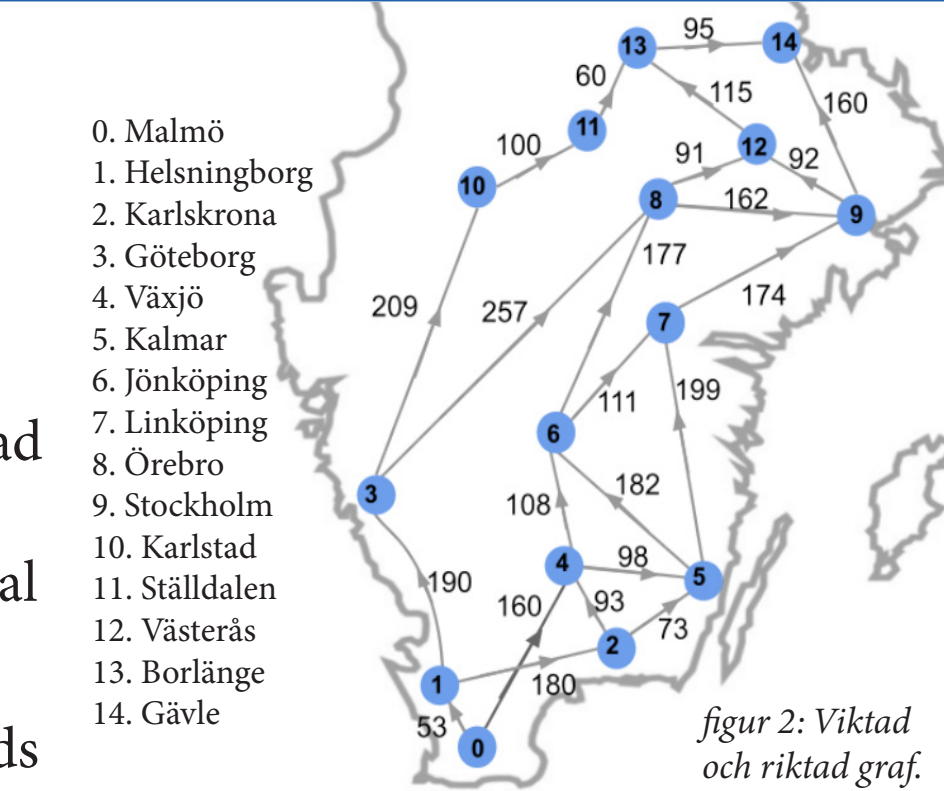 0. Malmö
1. Helsningborg
2. Karlskrona
3. Göteborg
4. Växjö
5. Kalmar
6. Jönköping
7. Linköping
8. Örebro
9. Stockholm
10. Karlstad
11. Ställdalen
12. Västerås
13. Borlänge
14. Gävle
ad
al
ds
13
95
14
60
115
160
11
12
100
91
92
10
8
162
9
177
209
257
174
7
199
111
6
182
3
108
4
98
5
190
160
93
73
2
1
180
53
0
figur 2: Viktad
och riktad graf.